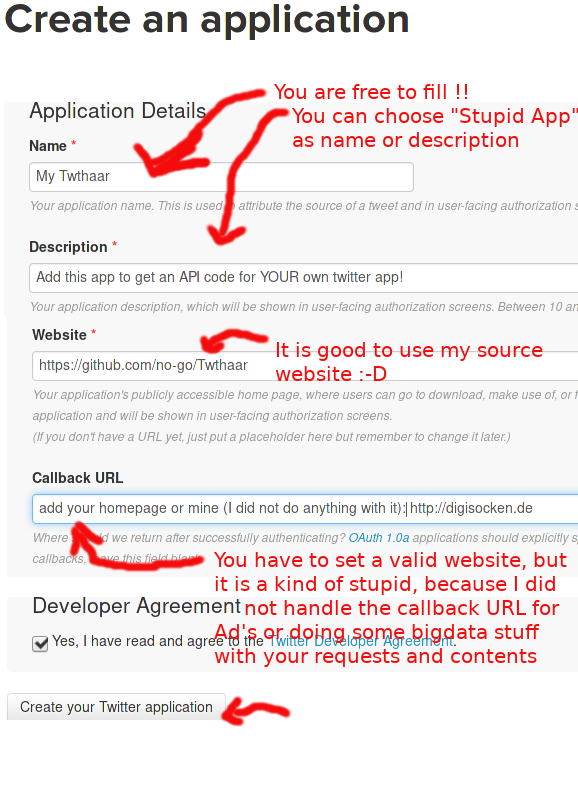 Create an application
You are free to fill !!
Application Details
You can choose "Stupid App"
as name or description
Name *
My Twthaar
Your application name. This is used to attribute the source of a tweet and in user-facing authorization s
Description *
Add this app to get an API code for YOUR own twitter app!
Your application description, which will be shown in user-facing authorization screens. Between 10 an
Website *
It is good to use my source
https://github.com/no-go/Twthaar
website :-D
Your application's publicly accessible home page, where users can go to download, make use of, or f
application and will be shown in user-facing authorization screens.
(If you don't have a URL yet, just put a placeholder here but remember to change it later.)
Callback URL
add your homepage or mine (I did not do anything with it): http://digisocken.de
Where we return after successfully authenticating? OAuth 1.0a applications should explicitly s
callbacks, leave this field blank
You have to set a valid website, but
it is a kind of stupid, because I did
Developer Agreement
not handle the callback URL for
Ad's or doing some bigdata stuff
Yes, I have read and agree to the Twitter Developer Agreement.
with your requests and contents
Create your Twitter application